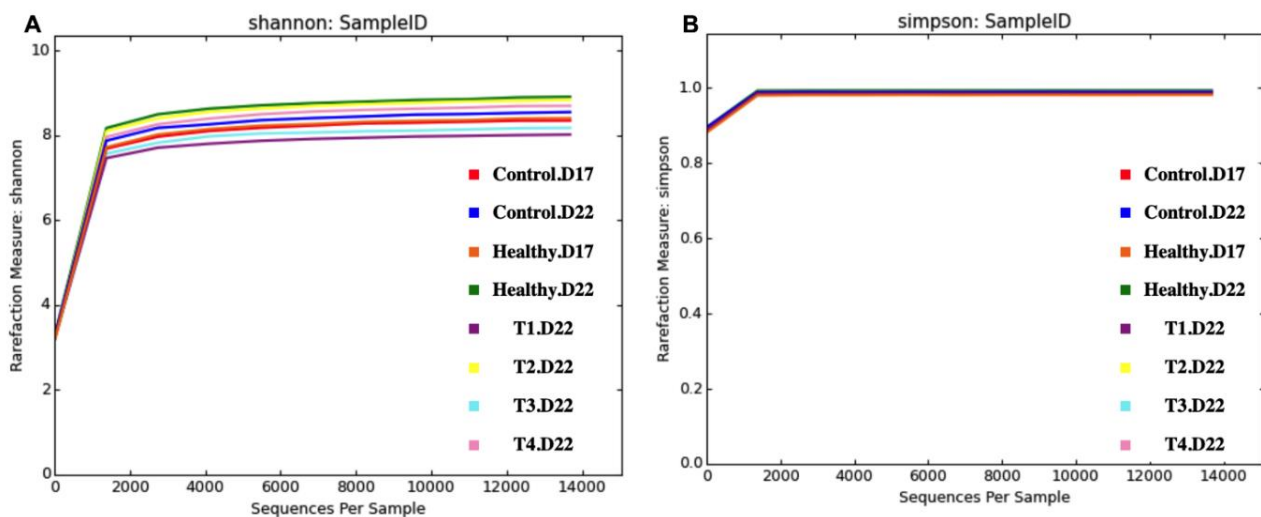 A
shannon: SampleID
Rarefaction Measure: shannon
10
8
6
4
2
0
0 2000 4000 6000 8000 10000 12000 14000
Sequences Per Sample
Control.D17
Control.D22
Healthy.D17
Healthy.D22
T1.D22
T2.D22
T3.D22
T4.D22
B
simpson: SampleID
Rarefaction Measure: simpson
1.0
0.8
0.6
0.4
0.2
0.0
0 2000 4000 6000 8000 10000 12000 14000
Sequences Per Sample
Control.D17
Control.D22
Healthy.D17
Healthy.D22
T1.D22
T2.D22
T3.D22
T4.D22